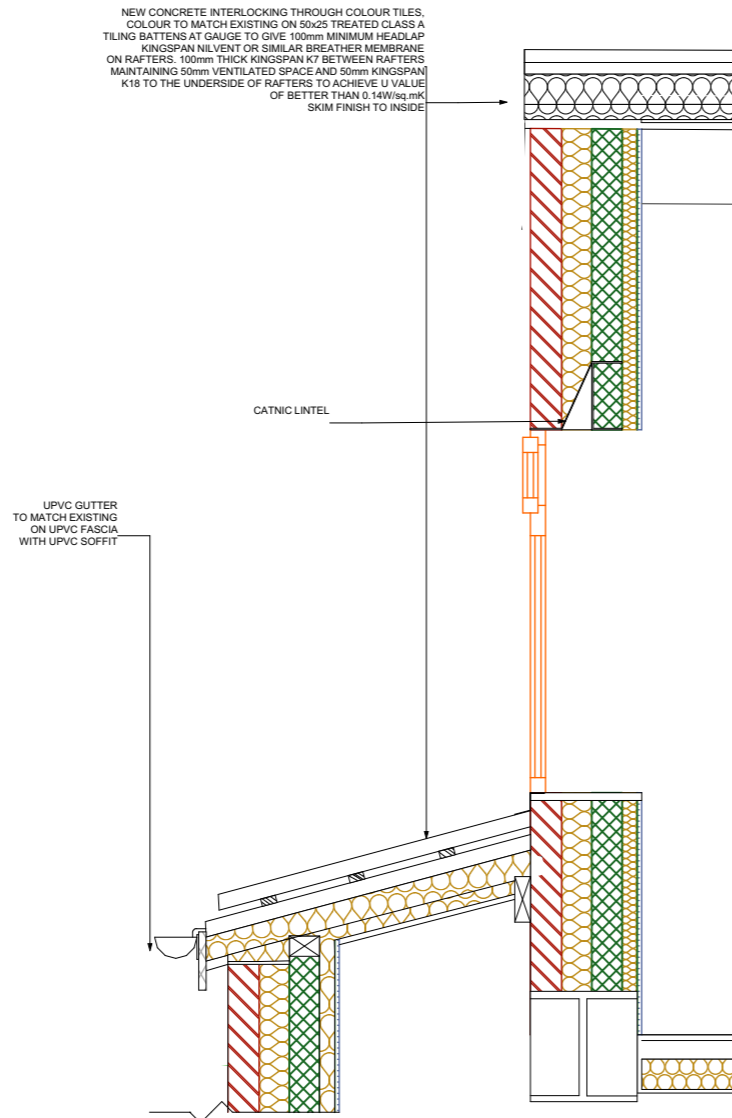 NEW CONCRETE INTERLOCKING THROUGH COLOUR TILES,
COLOUR TO MATCH EXISTING ON 50x25 TREATED CLASS A
TILING BATTENS AT GAUGE TO GIVE 100mm MINIMUM HEADLAP
KINGSPAN NILVENT OR SIMILAR BREATHER MEMBRANE
ON RAFTERS. 100mm THICK KINGSPAN K7 BETWEEN RAFTERS
MAINTAINING 50mm VENTILATED SPACE AND 50mm KINGSPAN
K18 TO THE UNDERSIDE OF RAFTERS TO ACHIEVE U VALUE
OF BETTER THAN 0.14W/sq.mK
SKIM FINISH TO INSIDE
CATNIC LINTEL
UPVC GUTTER
TO MATCH EXISTING
ON UPVC FASCIA
WITH UPVC SOFFIT